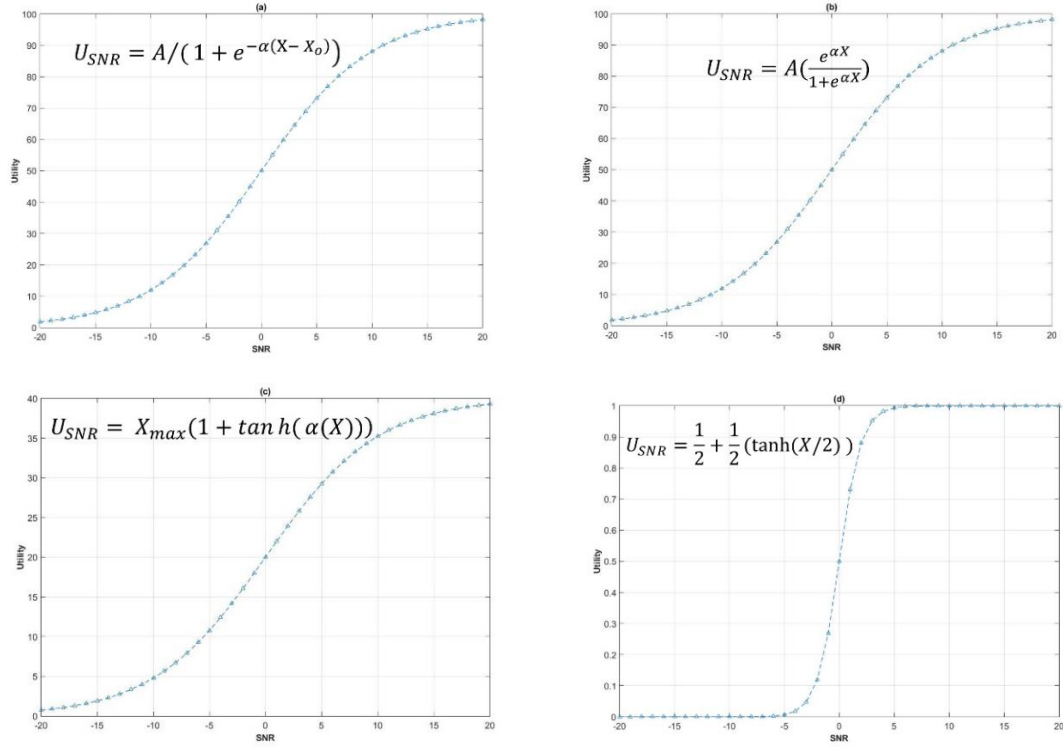 (a)
U_SNR = A/( 1 + e^{-α(X- X_o)})
100
90
80
70
60
50
40
30
20
10
0
Utility
-20 -15 -10 -5 0 5 10 15 20
SNR
(b)
U_SNR = A(e^{αX}/1+e^{αX})
100
90
80
70
60
50
40
30
20
10
0
Utility
-20 -15 -10 -5 0 5 10 15 20
SNR
(c)
U_SNR = X_max(1 + tan h( α(X)))
40
35
30
25
20
15
10
5
0
Utility
-20 -15 -10 -5 0 5 10 15 20
SNR
(d)
U_SNR = 1/2 + 1/2 (tanh(X/2) )
1
0.9
0.8
0.7
0.6
0.5
0.4
0.3
0.2
0.1
0
Utility
-20 -15 -10 -5 0 5 10 15 20
SNR